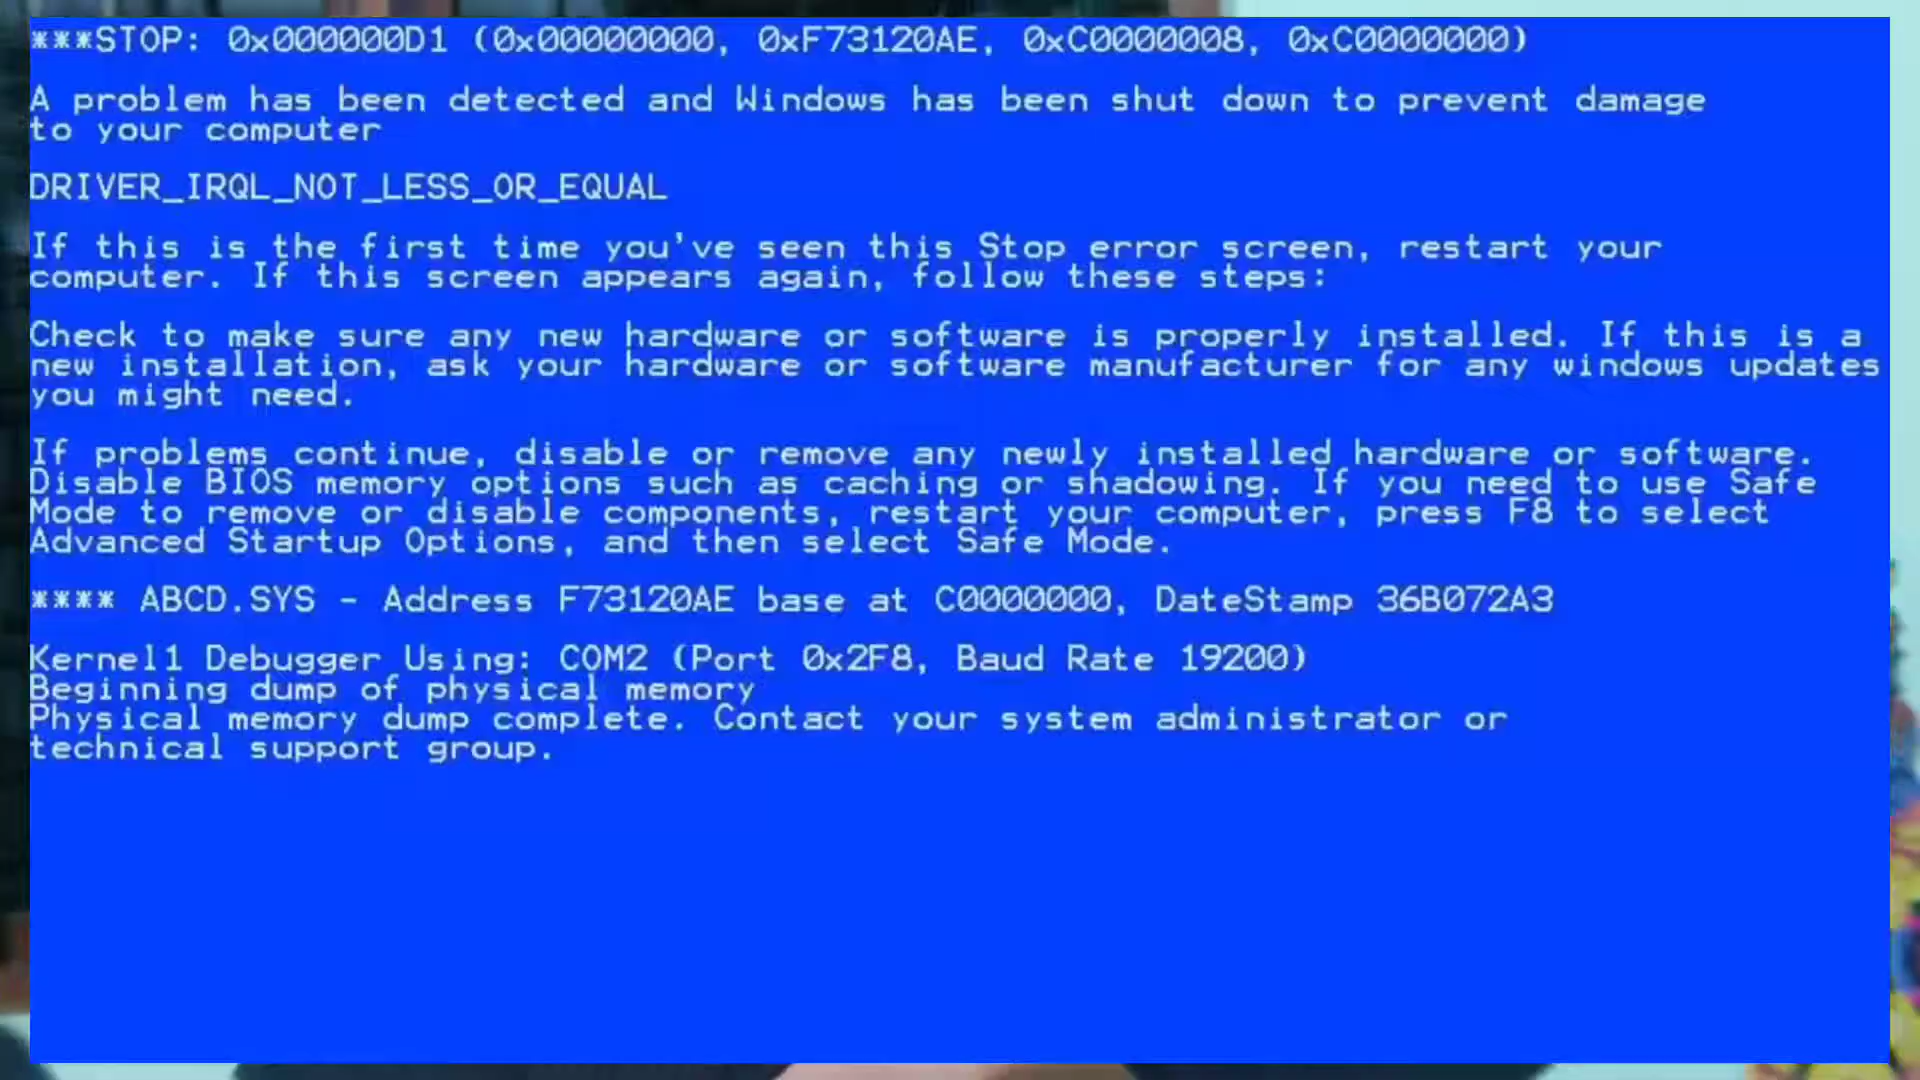 ***STOP: 0x000000D1 (0x00000000, 0xF73120AE, 0xC0000008, 0xC0000000)
A problem has been detected and Windows has been shut down to prevent damage
to your computer
DRIVER_IRQL_NOT_LESS_OR_EQUAL
If this is the first time you've seen this Stop error screen, restart your
computer. If this screen appears again, follow these steps:
Check to make sure any new hardware or software is properly installed. If this is a
new installation, ask your hardware or software manufacturer for any windows updates
you might need.
If problems continue, disable or remove any newly installed hardware or software.
Disable BIOS memory options such as caching or shadowing. If you need to use Safe
Mode to remove or disable components, restart your computer, press F8 to select
Advanced Startup Options, and then select Safe Mode.
**** ABCD.SYS - Address F73120AE base at C0000000, DateStamp 36B072A3
Kernel1 Debugger Using: COM2 (Port 0x2F8, Baud Rate 19200)
Beginning dump of physical memory
Physical memory dump complete. Contact your system administrator or
technical support group.